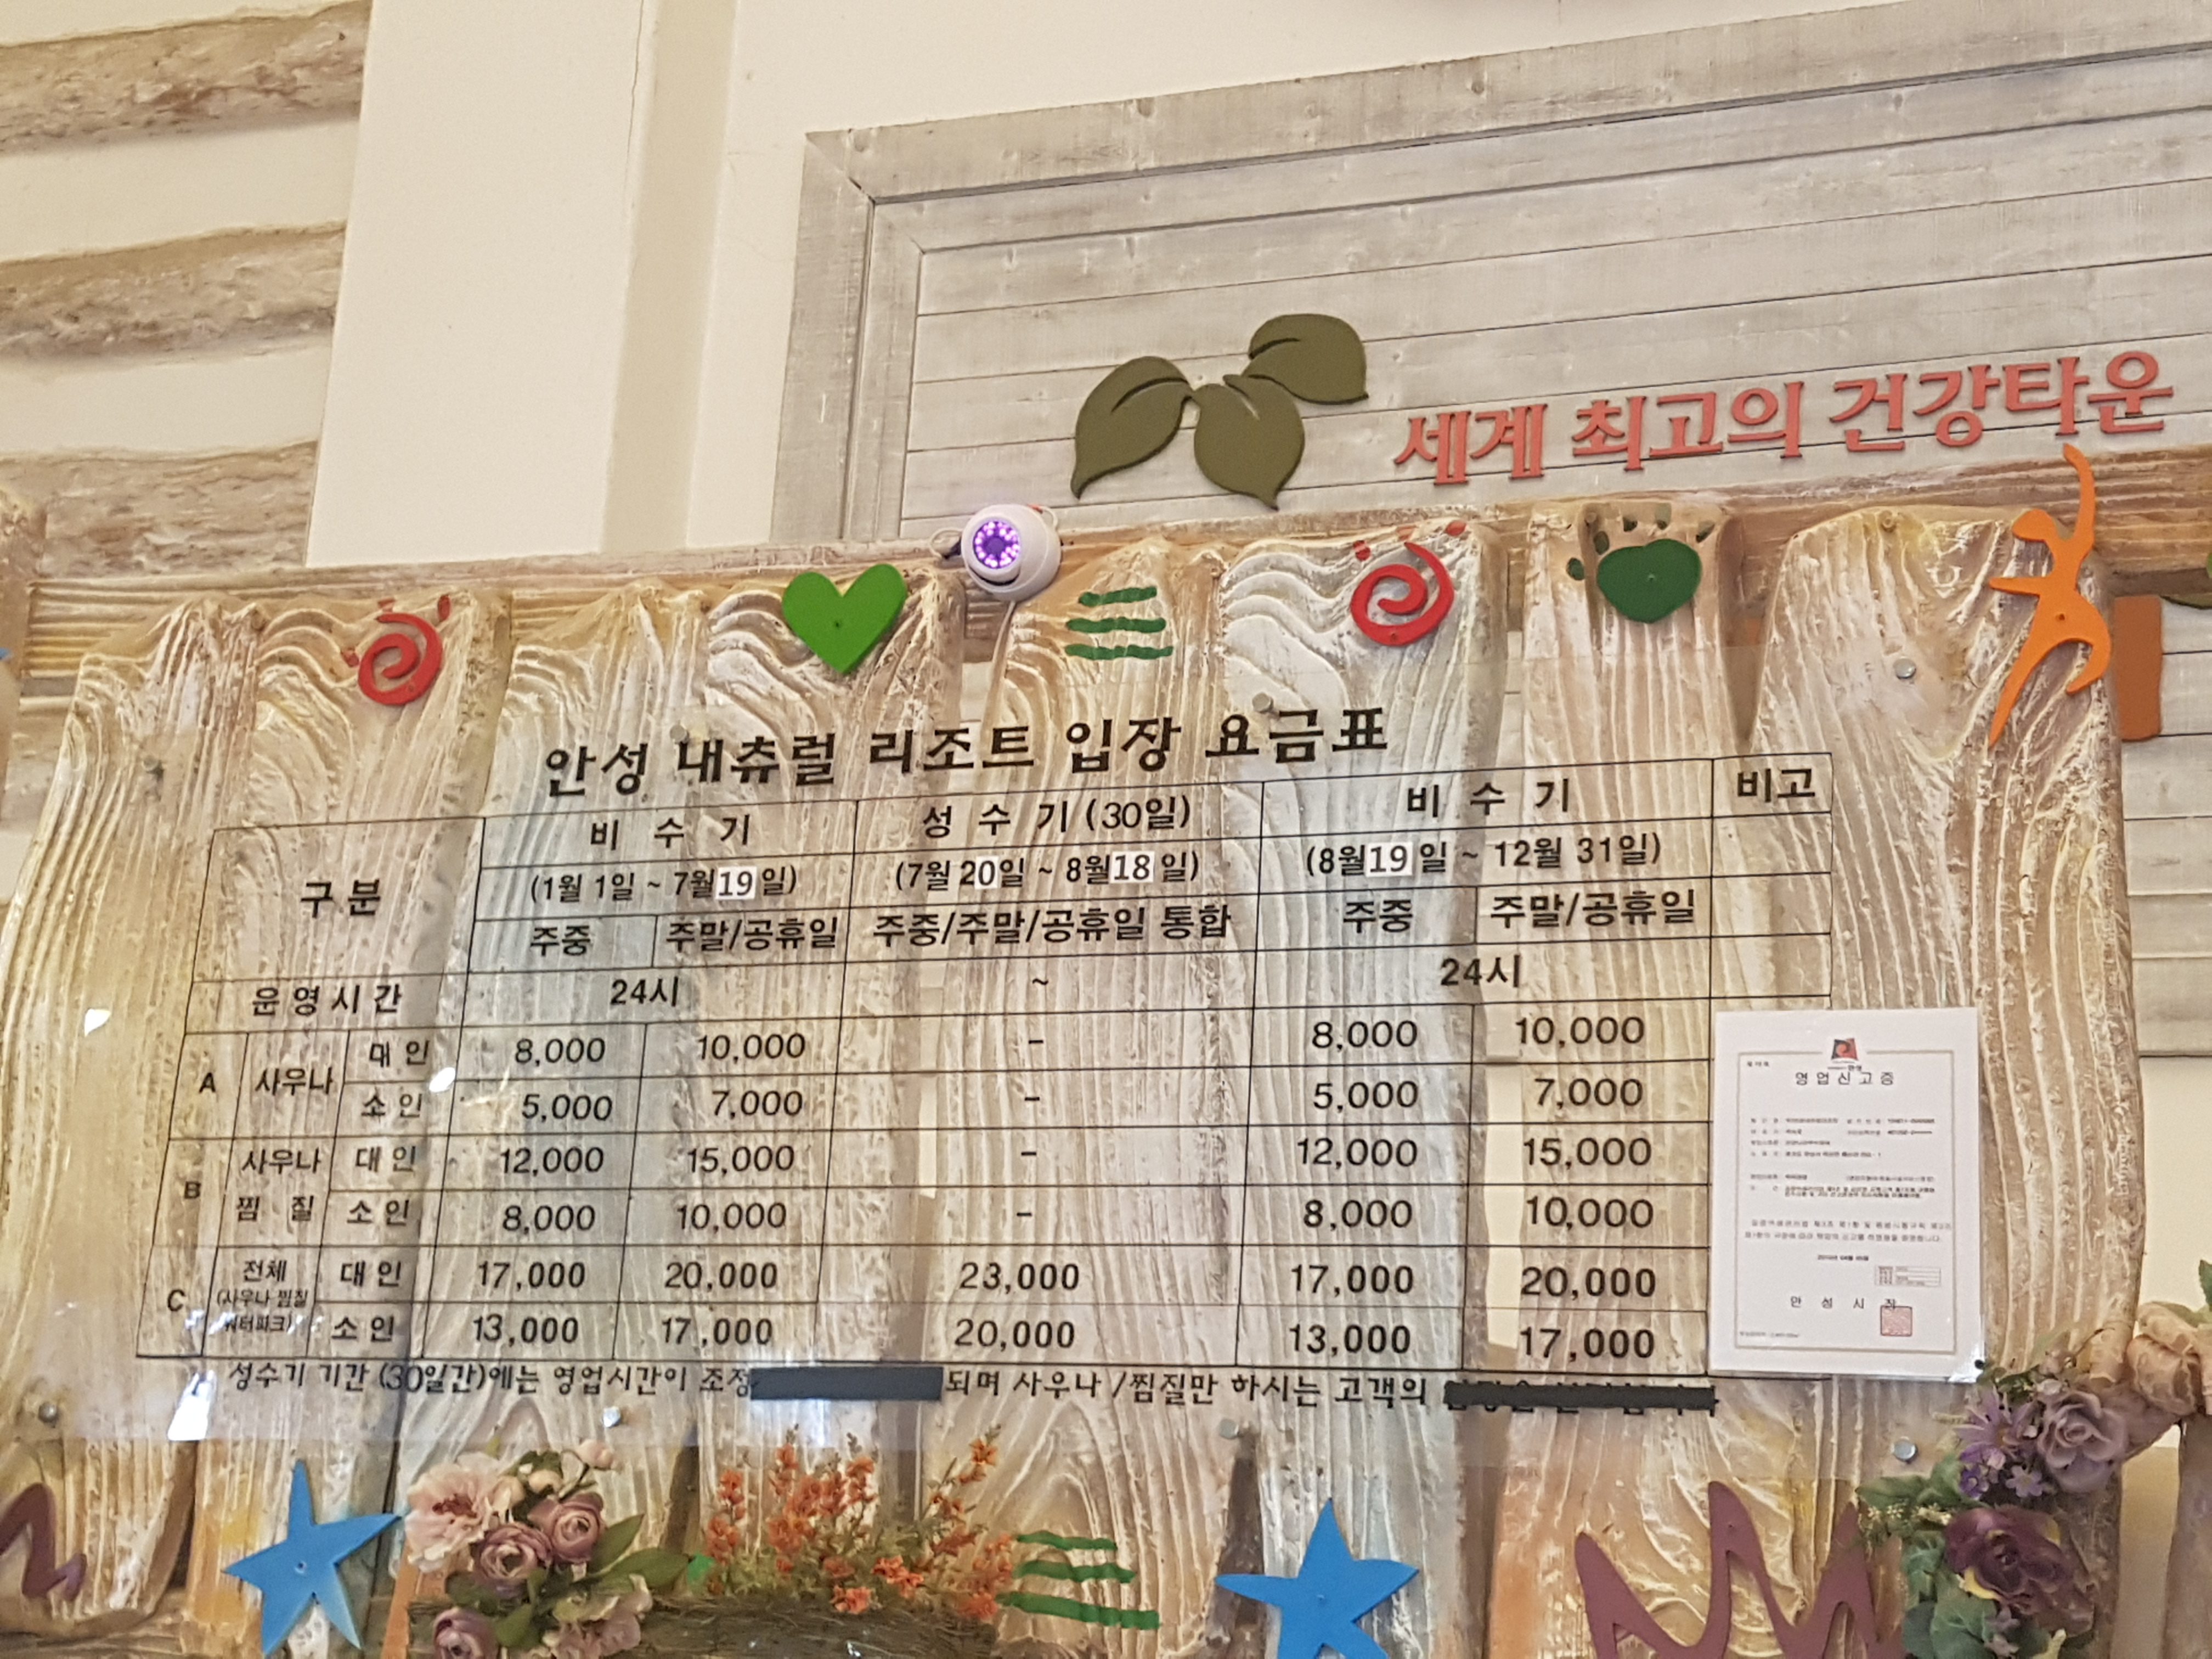 세계 최고의 건강타운
안성 내츄럴 리조트 입장 요금표
구분 비 수 기 성 수 기 (30일) 비 수 기 비고
(1월 1일 ~ 7월 19일) (7월 20일 ~ 8월 18일) (8월 19일 ~ 12월 31일)
주중 주말/공휴일 주중/주말/공휴일 통합 주중 주말/공휴일
운 영 시 간 24시 ~ 24시
A 사우나 대 인 8,000 10,000 - 8,000 10,000
소 인 5,000 7,000 - 5,000 7,000
B 사우나 대 인 12,000 15,000 - 12,000 15,000
찜 질 소 인 8,000 10,000 - 8,000 10,000
C 전체 대 인 17,000 20,000 23,000 17,000 20,000
(사우나 찜질
워터파크) 소 인 13,000 17,000 20,000 13,000 17,000
성수기 기간 (30일간)에는 영업시간이 조정 되며 사우나 /찜질만 하시는 고객의
영업신고증
안 성 시 장